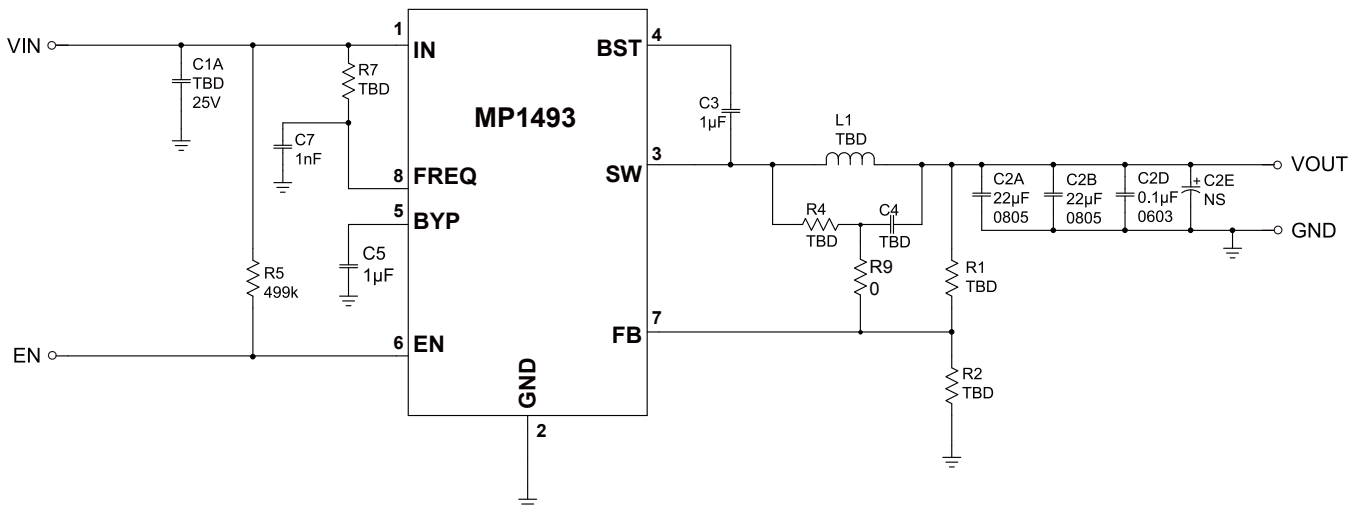 VIN
C1A
TBD
25V
R7
TBD
C7
1nF
R5
499k
C5
1µF
EN
1
IN
8
FREQ
5
BYP
6
EN
MP1493
GND
2
4
BST
3
SW
7
FB
C3
1µF
L1
TBD
R4
TBD
C4
TBD
R9
0
R1
TBD
R2
TBD
C2A
22µF
0805
C2B
22µF
0805
C2D
0.1µF
0603
+
C2E
NS
VOUT
GND